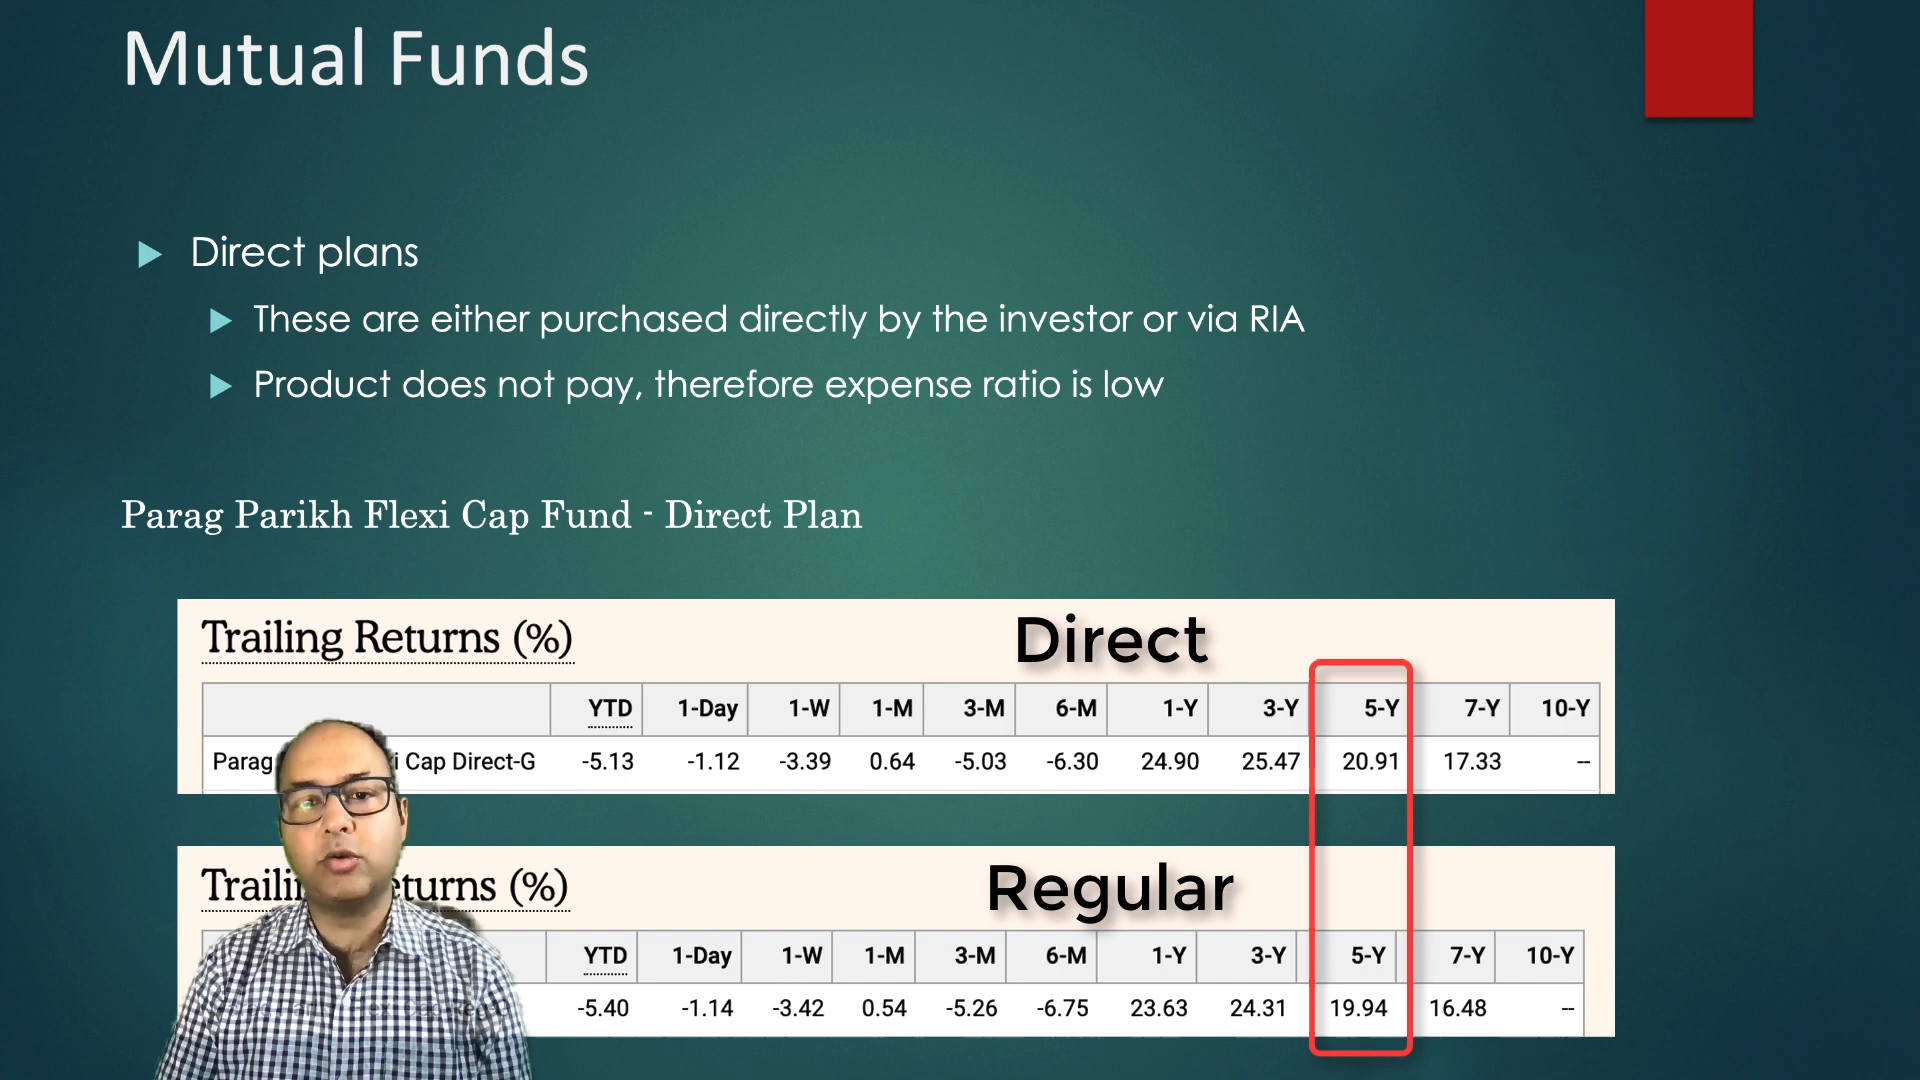 Mutual Funds
Direct plans
These are either purchased directly by the investor or via RIA
Product does not pay, therefore expense ratio is low
Parag Parikh Flexi Cap Fund - Direct Plan
Trailing Returns (%) Direct
YTD 1-Day 1-W 1-M 3-M 6-M 1-Y 3-Y 5-Y 7-Y 10-Y
Parag Cap Direct-G -5.13 -1.12 -3.39 0.64 -5.03 -6.30 24.90 25.47 20.91 17.33 --
(%) Regular
YTD 1-Day 1-W 1-M 3-M 6-M 1-Y 3-Y 5-Y 7-Y 10-Y
-5.40 -1.14 -3.42 0.54 -5.26 -6.75 23.63 24.31 19.94 16.48 --